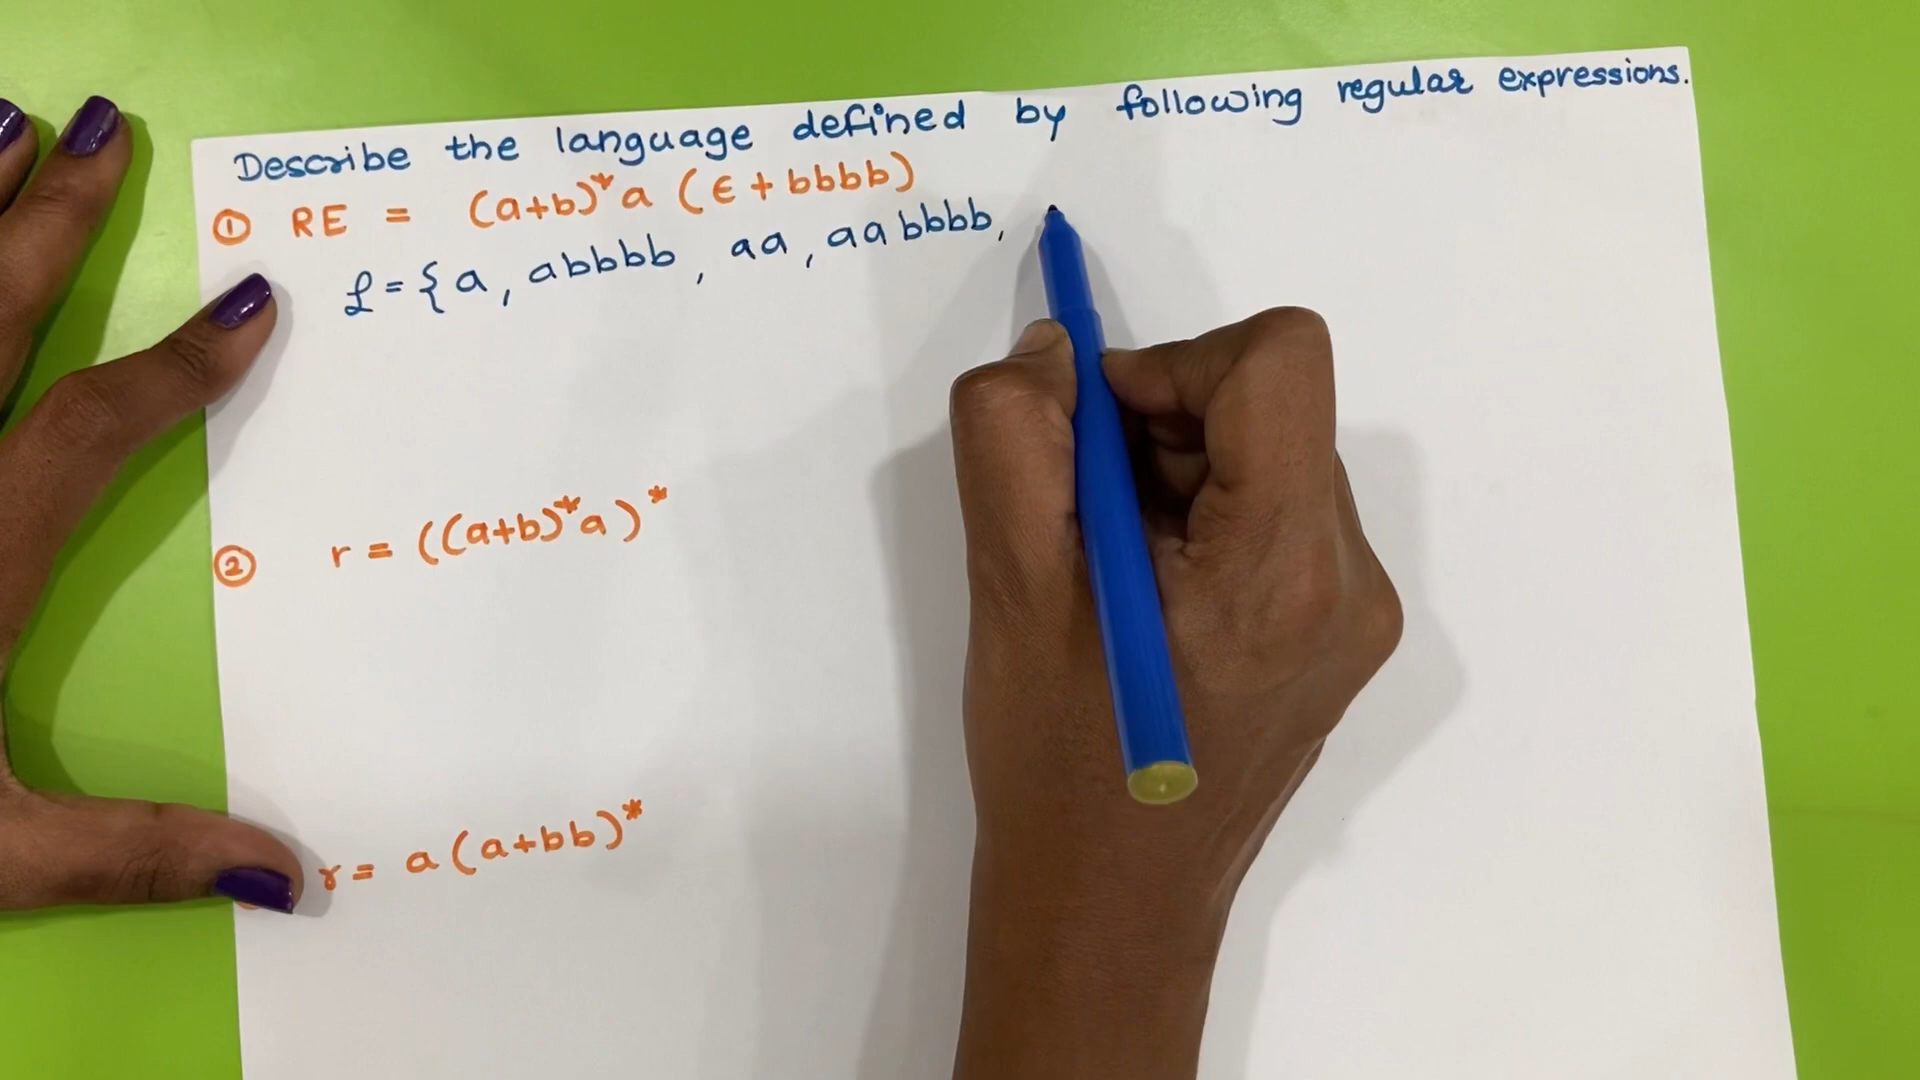 Describe the language defined by following regular expressions.
① RE = (a+b)*a (ϵ + bbbb)
ℒ = {a, abbbb, aa, aabbbb,
② r = ((a+b)*a)*
r = a(a+bb)*